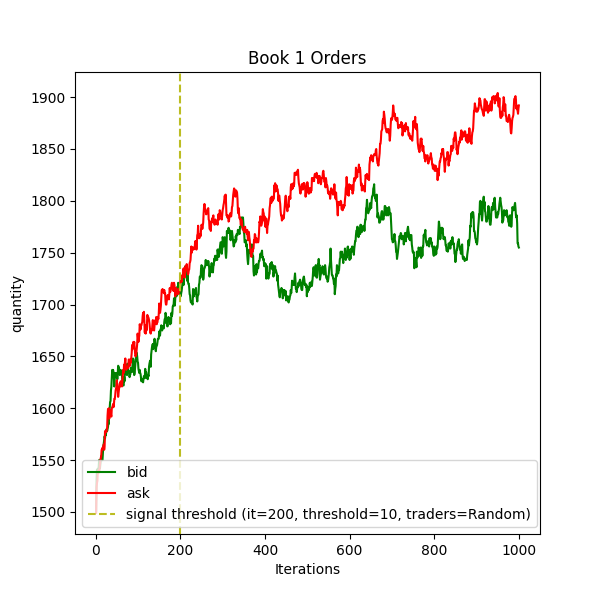 Book 1 Orders
quantity
1900
1850
1800
1750
1700
1650
1600
1550
1500
bid
ask
signal threshold (it=200, threshold=10, traders=Random)
0 200 400 600 800 1000
Iterations